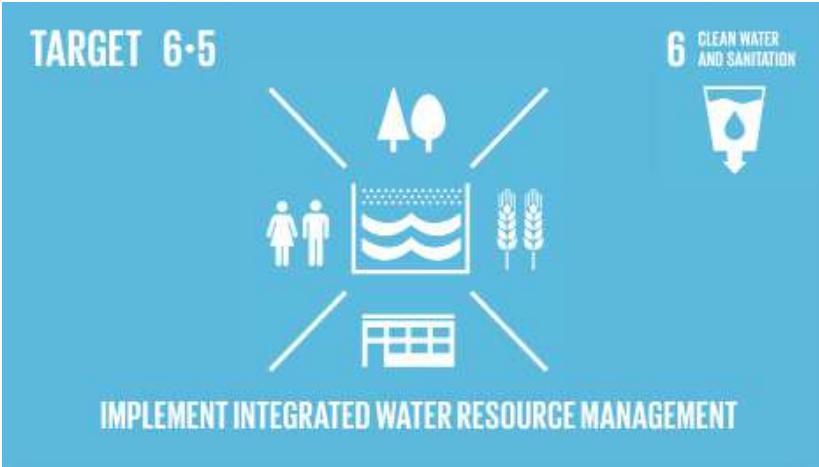 TARGET 6•5
6 CLEAN WATER
AND SANITATION
IMPLEMENT INTEGRATED WATER RESOURCE MANAGEMENT